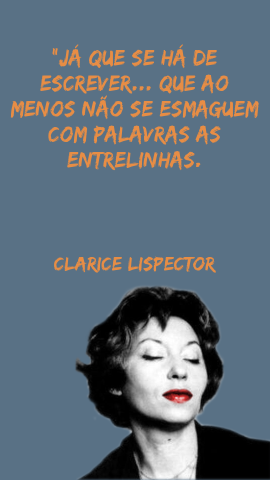 "JÁ QUE SE HÁ DE
ESCREVER... QUE AO
MENOS NÃO SE ESMAGUEM
COM PALAVRAS AS
ENTRELINHAS.
CLARICE LISPECTOR